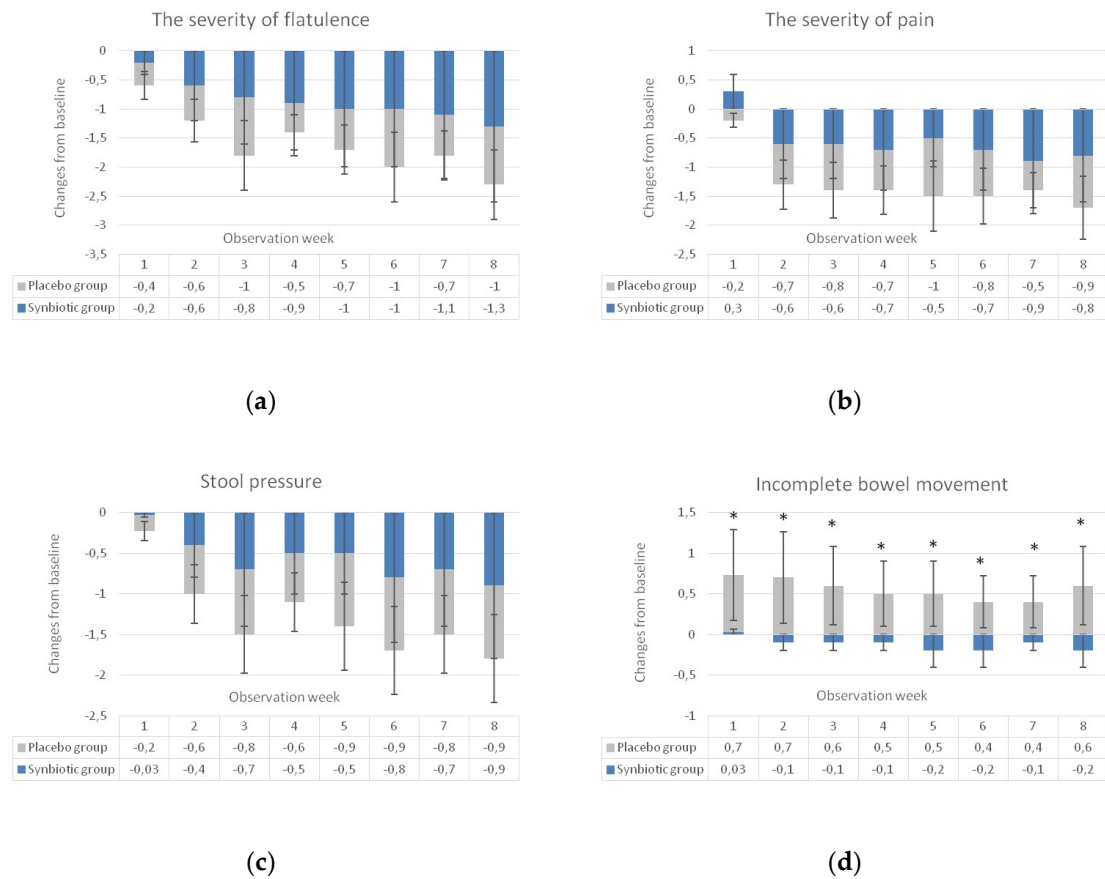 The severity of flatulence
Changes from baseline
0
-0,5
-1
-1,5
-2
-2,5
-3
-3,5
Observation week
1 2 3 4 5 6 7 8
Placebo group -0,4 -0,6 -1 -0,5 -0,7 -1 -0,7 -1
Synbiotic group -0,2 -0,6 -0,8 -0,9 -1 -1 -1,1 -1,3
(a)
The severity of pain
Changes from baseline
1
0,5
0
-0,5
-1
-1,5
-2
-2,5
Observation week
1 2 3 4 5 6 7 8
Placebo group -0,2 -0,7 -0,8 -0,7 -1 -0,8 -0,5 -0,9
Synbiotic group 0,3 -0,6 -0,6 -0,7 -0,5 -0,7 -0,9 -0,8
(b)
Stool pressure
Changes from baseline
0
-0,5
-1
-1,5
-2
-2,5
Observation week
1 2 3 4 5 6 7 8
Placebo group -0,2 -0,6 -0,8 -0,6 -0,9 -0,9 -0,8 -0,9
Synbiotic group -0,03 -0,4 -0,7 -0,5 -0,5 -0,8 -0,7 -0,9
(c)
Incomplete bowel movement
Changes from baseline
1,5
1
0,5
0
-0,5
-1
* * * * * * * *
Observation week
1 2 3 4 5 6 7 8
Placebo group 0,7 0,7 0,6 0,5 0,5 0,4 0,4 0,6
Synbiotic group 0,03 -0,1 -0,1 -0,1 -0,2 -0,2 -0,1 -0,2
(d)